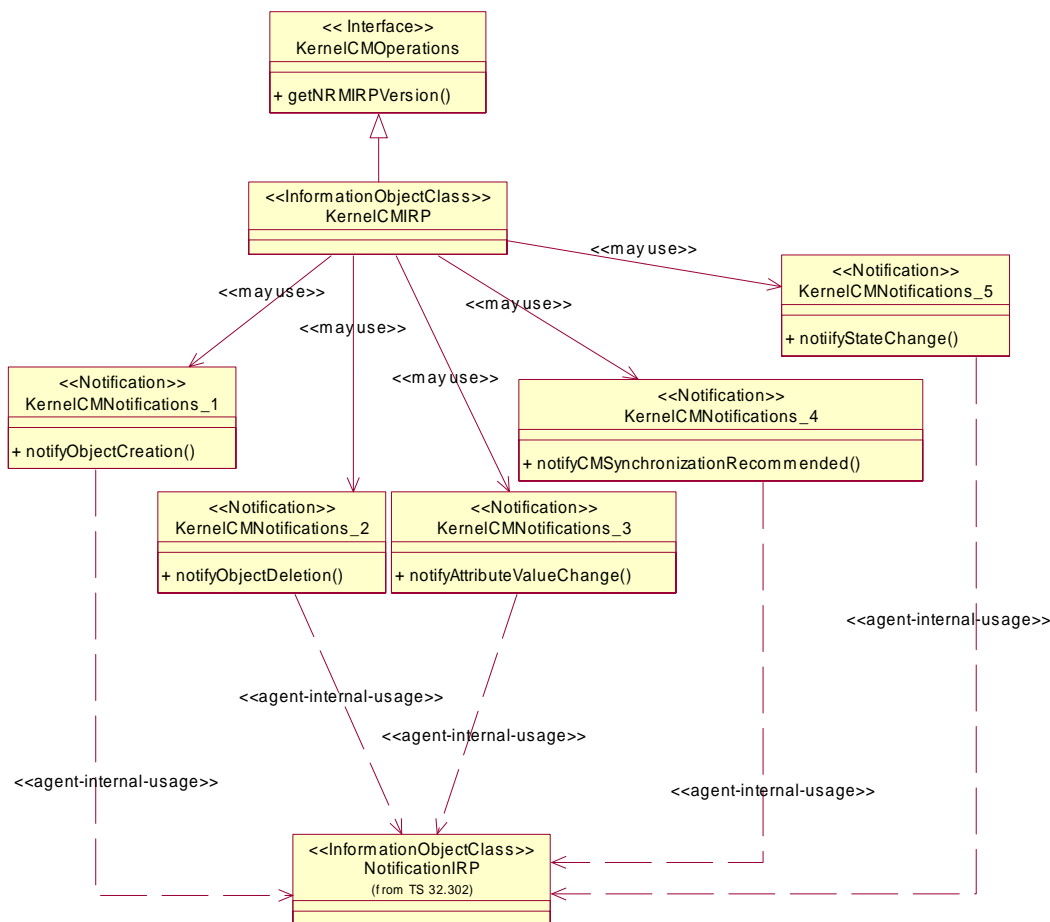 << Interface>>
KernelCMOperations
+ getNRMIRPVersion()
<<InformationObjectClass>>
KernelCMIRP
<<may use>>
<<Notification>>
KernelCMNotifications_5
+ notiifyStateChange()
<<may use>>
<<may use>>
<<may use>>
<<may use>>
<<Notification>>
KernelCMNotifications_1
+ notifyObjectCreation()
<<Notification>>
KernelCMNotifications_4
+ notifyCMSynchronizationRecommended()
<<Notification>>
KernelCMNotifications_2
+ notifyObjectDeletion()
<<Notification>>
KernelCMNotifications_3
+ notifyAttributeValueChange()
<<agent-internal-usage>>
<<agent-internal-usage>>
<<agent-internal-usage>>
<<agent-internal-usage>>
<<agent-internal-usage>>
<<InformationObjectClass>>
NotificationIRP
(from TS 32.302)